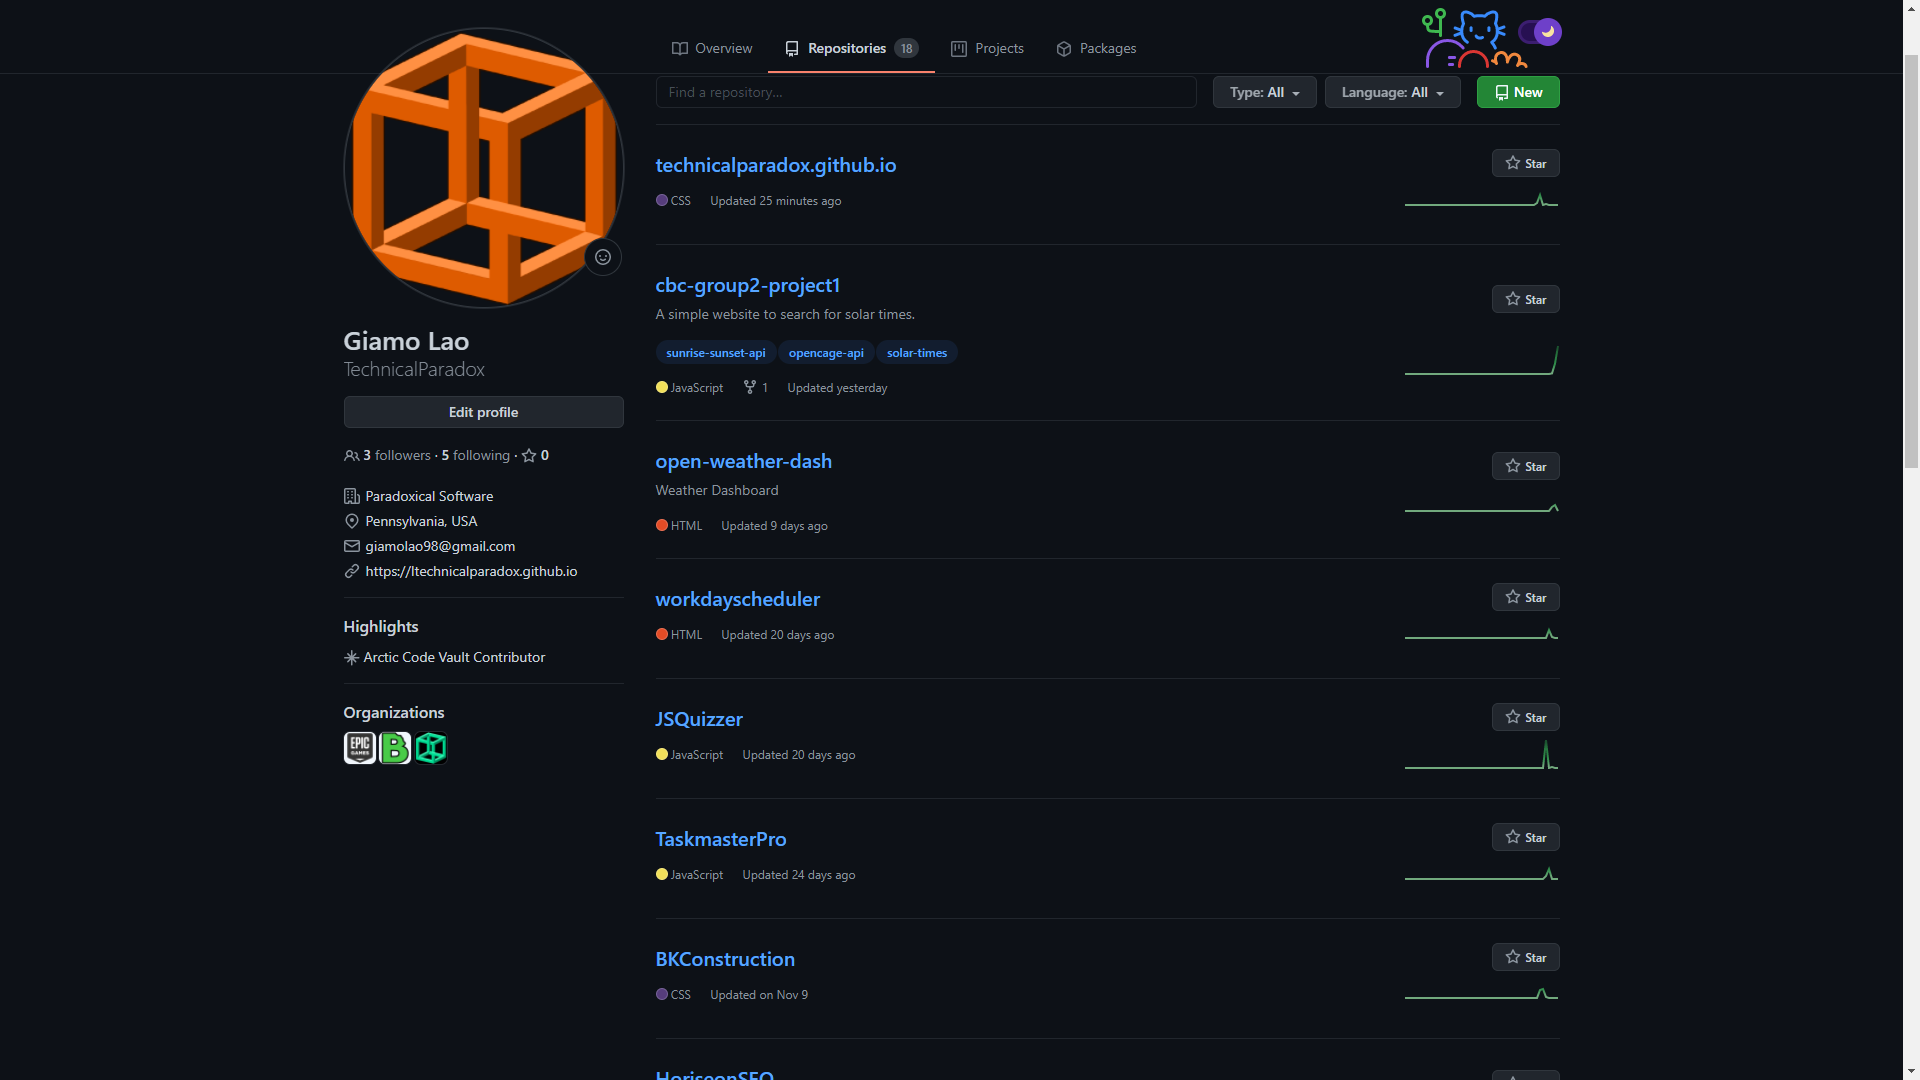 Overview
Repositories 18
Projects
Packages
Find a repository...
Type: All
Language: All
New
Giamo Lao
TechnicalParadox
Edit profile
3 followers · 5 following · 0
Paradoxical Software
Pennsylvania, USA
giamolao98@gmail.com
https://ltechnicalparadox.github.io
Highlights
Arctic Code Vault Contributor
Organizations
EPIC GAMES
B
technicalparadox.github.io
Star
CSS Updated 25 minutes ago
cbc-group2-project1
Star
A simple website to search for solar times.
sunrise-sunset-api opencage-api solar-times
JavaScript 1 Updated yesterday
open-weather-dash
Star
Weather Dashboard
HTML Updated 9 days ago
workdayscheduler
Star
HTML Updated 20 days ago
JSQuizzer
Star
JavaScript Updated 20 days ago
TaskmasterPro
Star
JavaScript Updated 24 days ago
BKConstruction
Star
CSS Updated on Nov 9
HoriseonSEO